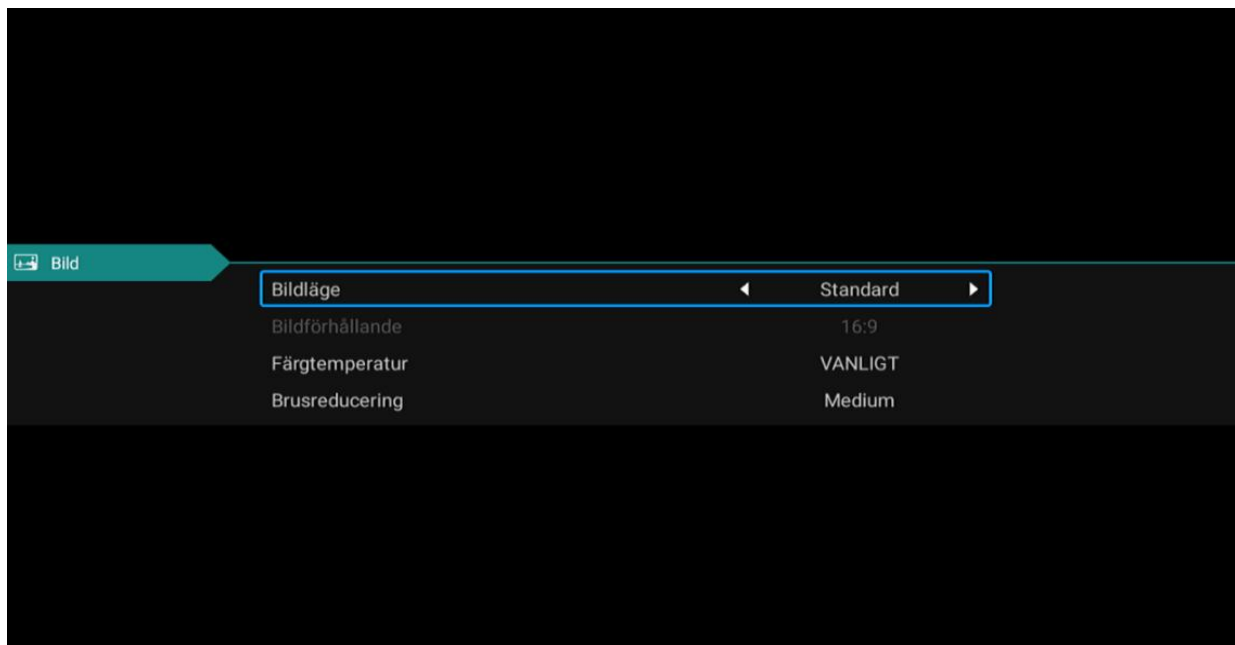 Bild
Bildläge Standard
Bildförhållande 16:9
Färgtemperatur VANLIGT
Brusreducering Medium